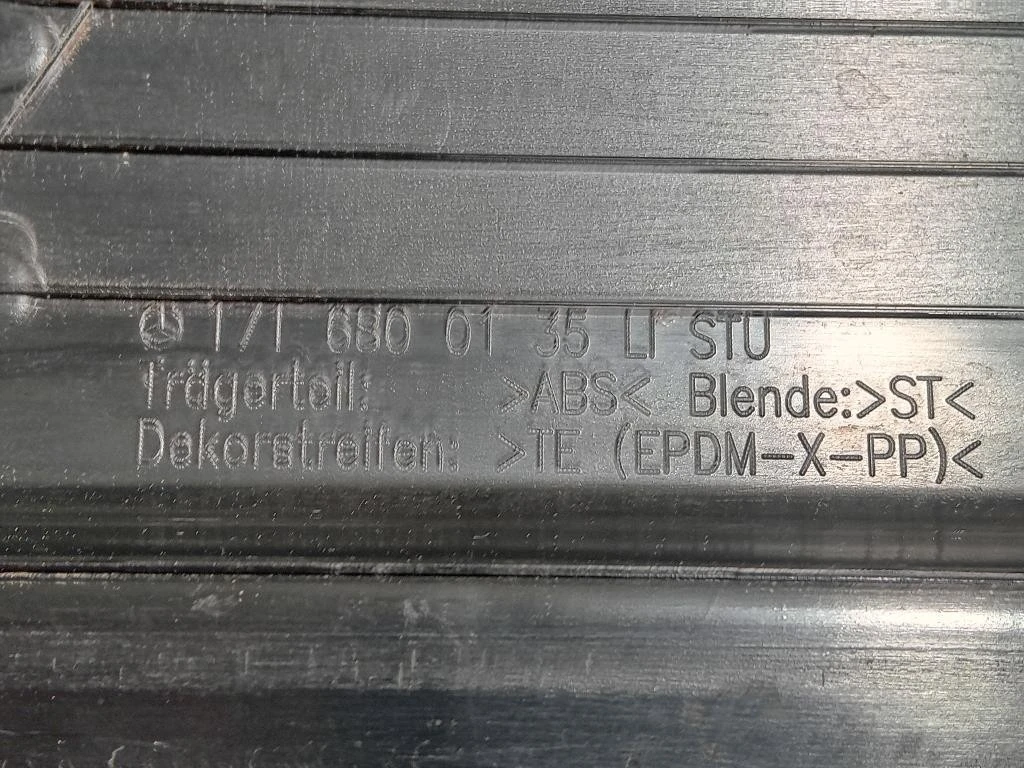 171 680 01 35 LI STU
Trägerteil: >ABS< Blende:>ST<
Dekorstreifen: >TE (EPDM-X-PP)<